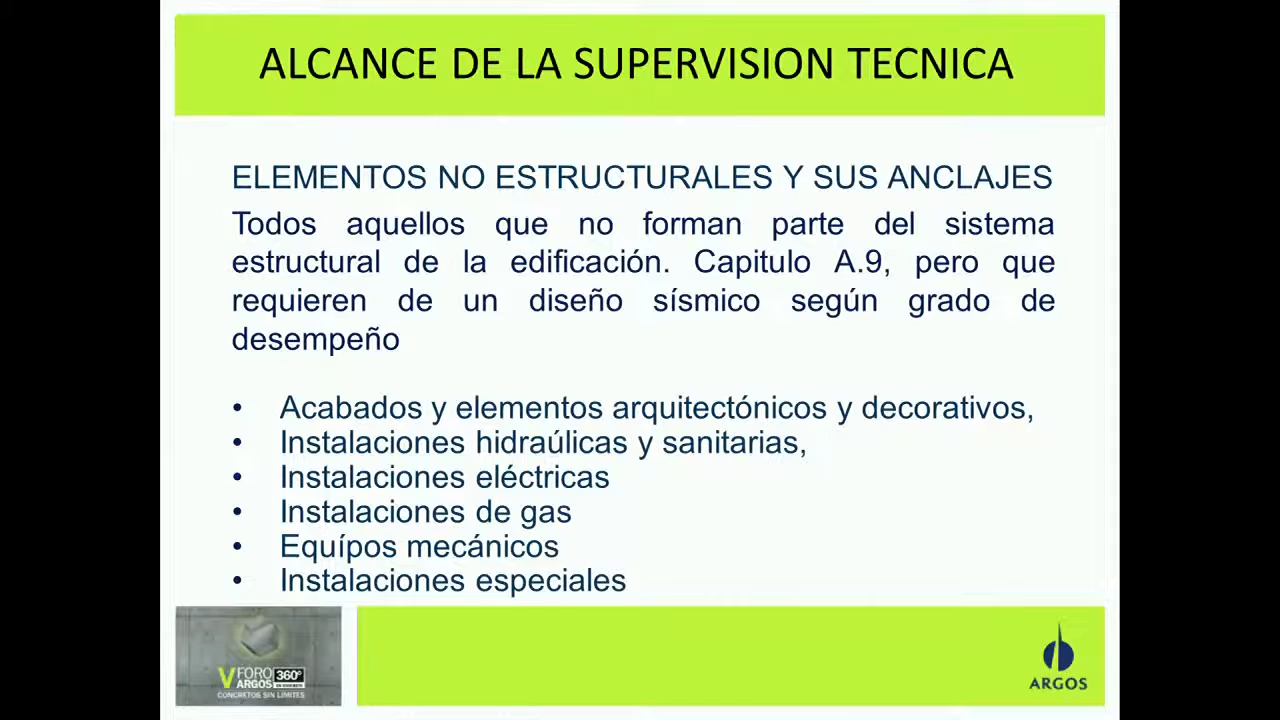 ALCANCE DE LA SUPERVISION TECNICA
ELEMENTOS NO ESTRUCTURALES Y SUS ANCLAJES
Todos aquellos que no forman parte del sistema
estructural de la edificación. Capitulo A.9, pero que
requieren de un diseño sísmico según grado de
desempeño
• Acabados y elementos arquitectónicos y decorativos,
• Instalaciones hidraúlicas y sanitarias,
• Instalaciones eléctricas
• Instalaciones de gas
• Equípos mecánicos
• Instalaciones especiales
V FORO
ARGOS 360°
CONCRETOS SIN LIMITES
ARGOS